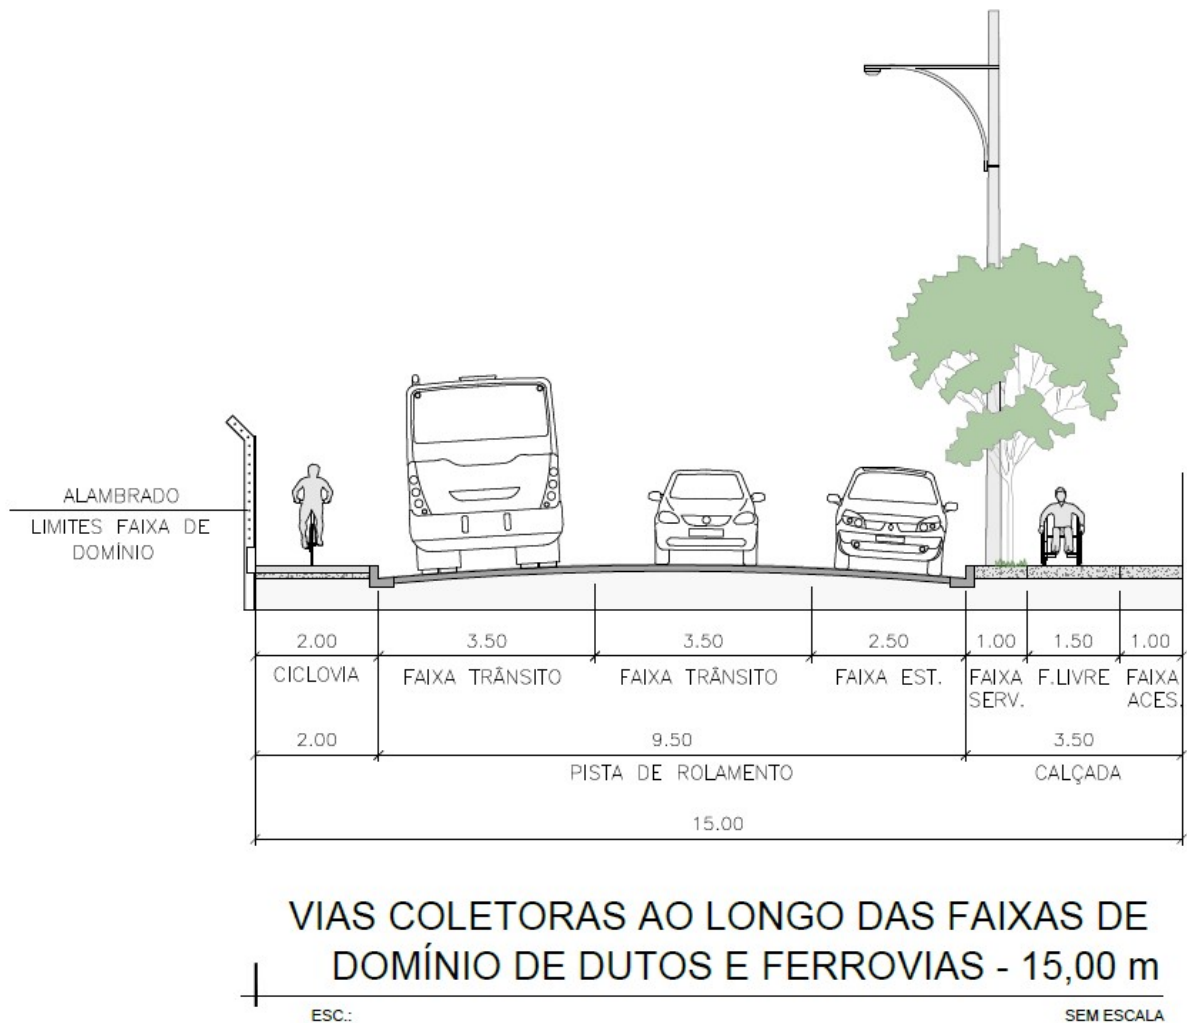 ALAMBRADO
LIMITES FAIXA DE
DOMÍNIO
2.00 3.50 3.50 2.50 1.00 1.50 1.00
CICLOVIA FAIXA TRÂNSITO FAIXA TRÂNSITO FAIXA EST. FAIXA F.LIVRE FAIXA
SERV. ACES.
2.00 9.50 3.50
PISTA DE ROLAMENTO CALÇADA
15.00
VIAS COLETORAS AO LONGO DAS FAIXAS DE
DOMÍNIO DE DUTOS E FERROVIAS - 15,00 m
ESC.: SEM ESCALA